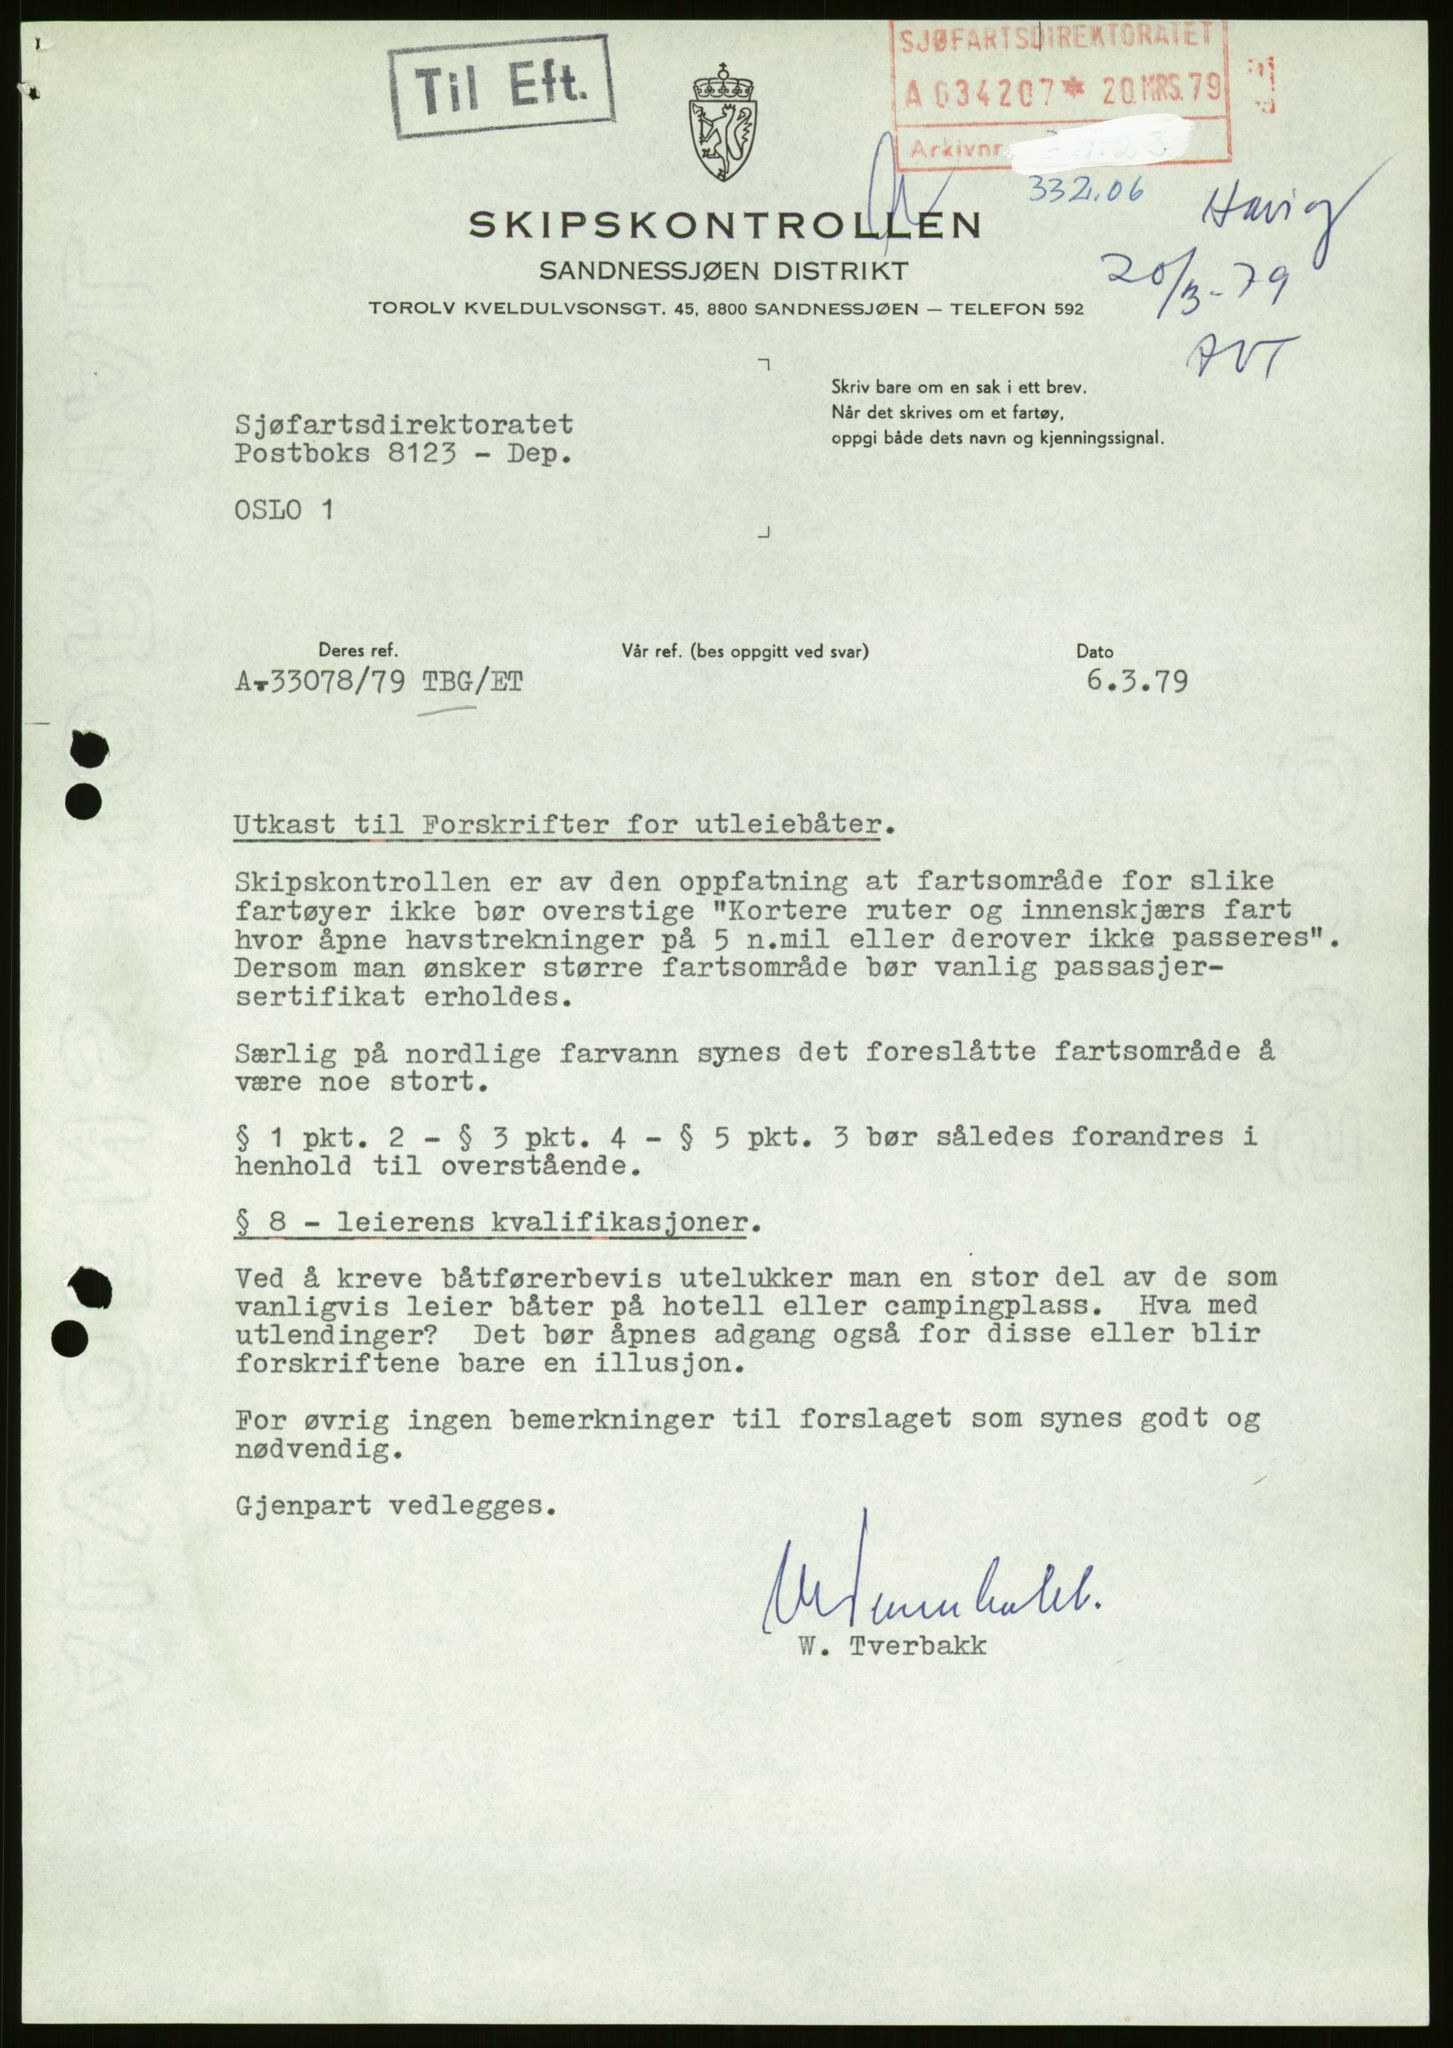 Til Eft.
SJØFARTSDIREKTORATET
A 034207 * 20.MRS.79
Arkivnr.
332.06
Havig
20/3-79
AVT
SKIPSKONTROLLEN
SANDNESSJØEN DISTRIKT
TOROLV KVELDULVSONSGT. 45, 8800 SANDNESSJØEN — TELEFON 592
Skriv bare om en sak i ett brev.
Når det skrives om et fartøy,
oppgi både dets navn og kjenningssignal.
Sjøfartsdirektoratet
Postboks 8123 - Dep.
OSLO 1
Deres ref. Vår ref. (bes oppgitt ved svar) Dato
A-33078/79 TBG/ET 6.3.79
Utkast til Forskrifter for utleiebåter.
Skipskontrollen er av den oppfatning at fartsområde for slike
fartøyer ikke bør overstige "Kortere ruter og innenskjærs fart
hvor åpne havstrekninger på 5 n.mil eller derover ikke passeres".
Dersom man ønsker større fartsområde bør vanlig passasjer-
sertifikat erholdes.
Særlig på nordlige farvann synes det foreslåtte fartsområde å
være noe stort.
§ 1 pkt. 2 - § 3 pkt. 4 - § 5 pkt. 3 bør således forandres i
henhold til overstående.
§ 8 - leierens kvalifikasjoner.
Ved å kreve båtførerbevis utelukker man en stor del av de som
vanligvis leier båter på hotell eller campingplass. Hva med
utlendinger? Det bør åpnes adgang også for disse eller blir
forskriftene bare en illusjon.
For øvrig ingen bemerkninger til forslaget som synes godt og
nødvendig.
Gjenpart vedlegges.
W. Tverbakk